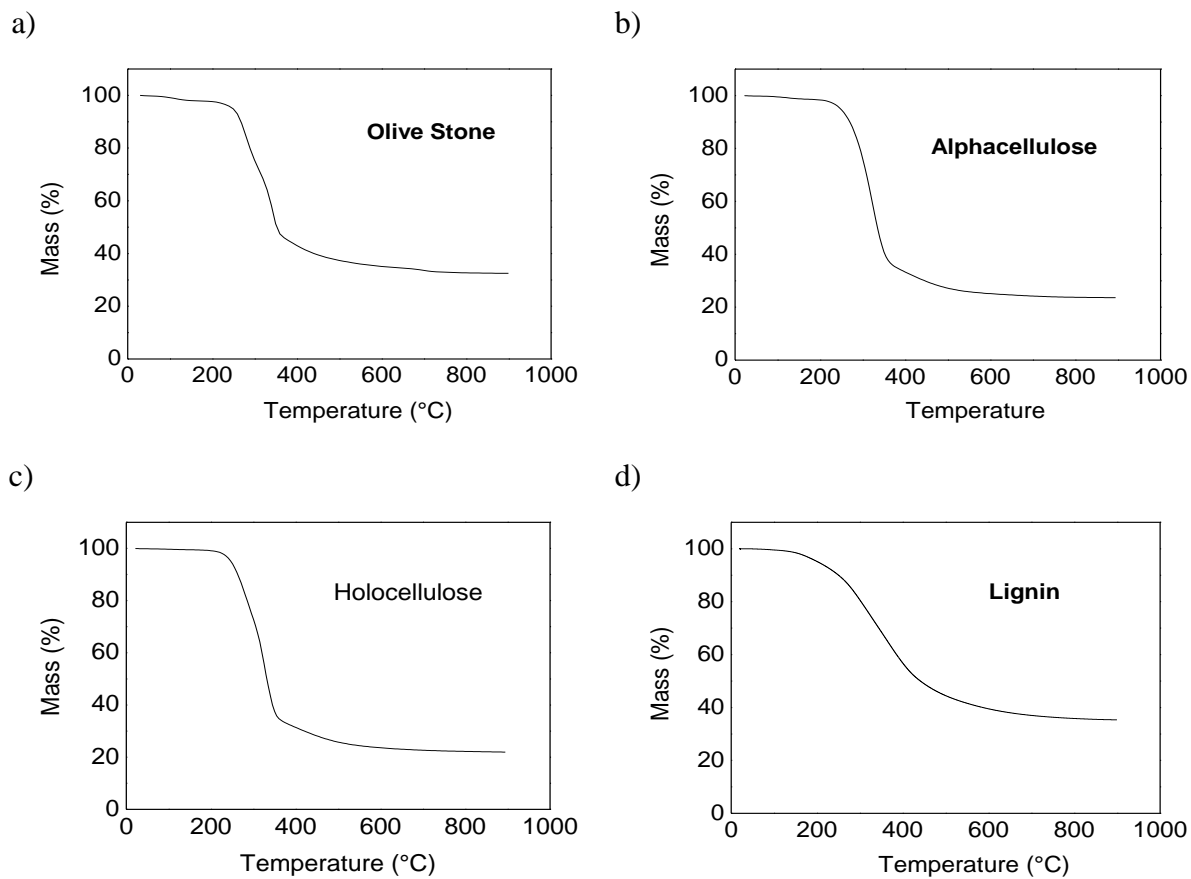 a)
Olive Stone
Mass (%)
100
80
60
40
20
0
0 200 400 600 800 1000
Temperature (°C)
b)
Alphacellulose
Mass (%)
100
80
60
40
20
0
0 200 400 600 800 1000
Temperature
c)
Holocellulose
Mass (%)
100
80
60
40
20
0
0 200 400 600 800 1000
Temperature (°C)
d)
Lignin
Mass (%)
100
80
60
40
20
0
0 200 400 600 800 1000
Temperature (°C)